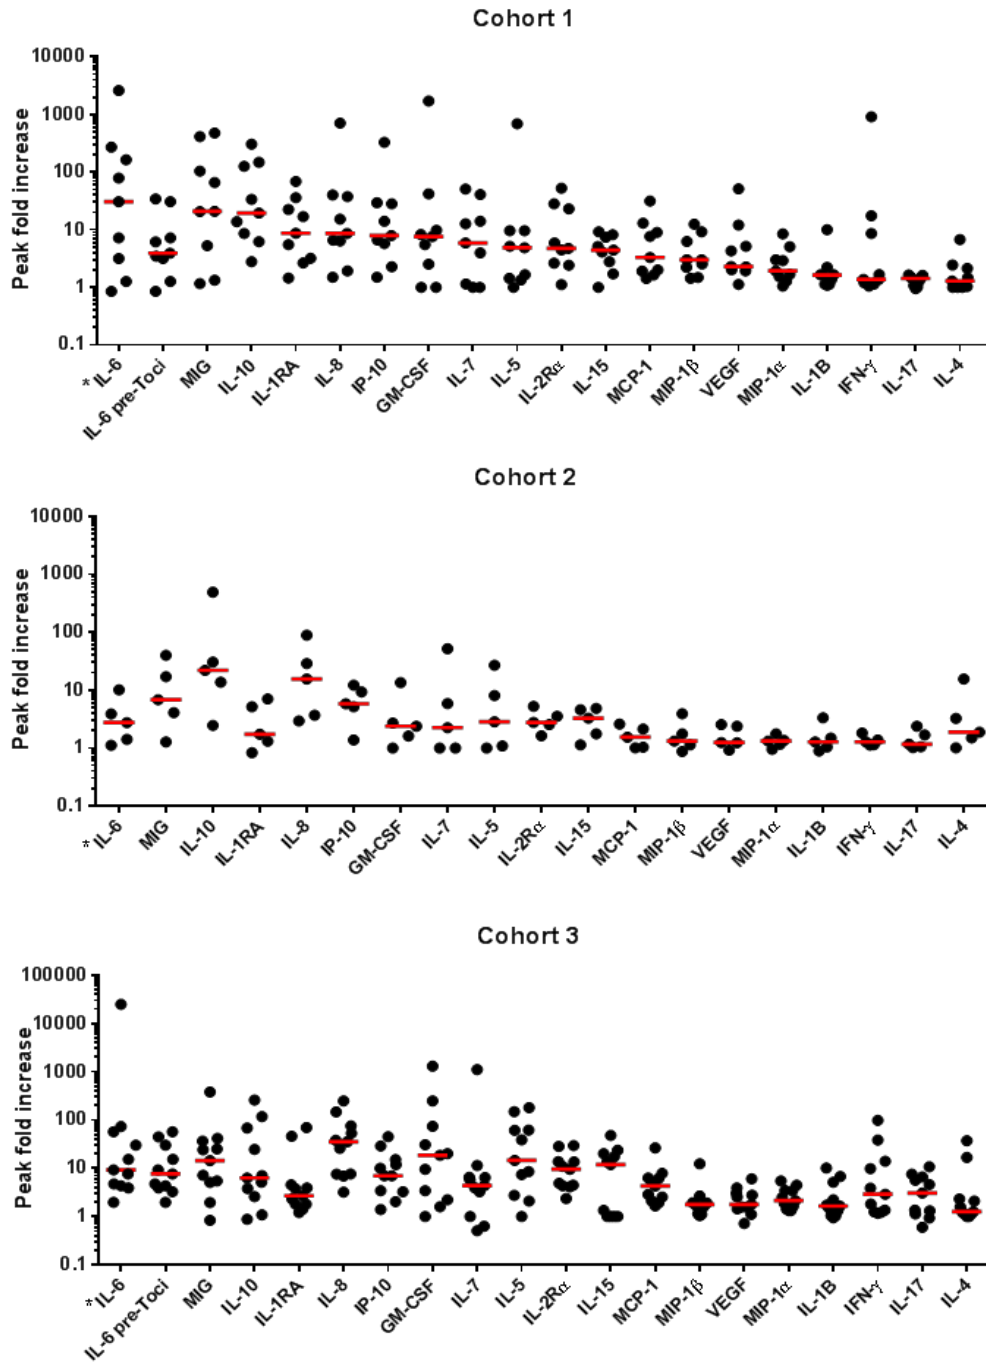 Cohort 1
Peak fold increase
10000
1000
100
10
1
0.1
* IL-6
IL-6 pre-Toci
MIG
IL-10
IL-1RA
IL-8
IP-10
GM-CSF
IL-7
IL-5
IL-2Rα
IL-15
MCP-1
MIP-1β
VEGF
MIP-1α
IL-1B
IFN-γ
IL-17
IL-4
Cohort 2
Peak fold increase
10000
1000
100
10
1
0.1
* IL-6
MIG
IL-10
IL-1RA
IL-8
IP-10
GM-CSF
IL-7
IL-5
IL-2Rα
IL-15
MCP-1
MIP-1β
VEGF
MIP-1α
IL-1B
IFN-γ
IL-17
IL-4
Cohort 3
Peak fold increase
100000
10000
1000
100
10
1
0.1
* IL-6
IL-6 pre-Toci
MIG
IL-10
IL-1RA
IL-8
IP-10
GM-CSF
IL-7
IL-5
IL-2Rα
IL-15
MCP-1
MIP-1β
VEGF
MIP-1α
IL-1B
IFN-γ
IL-17
IL-4